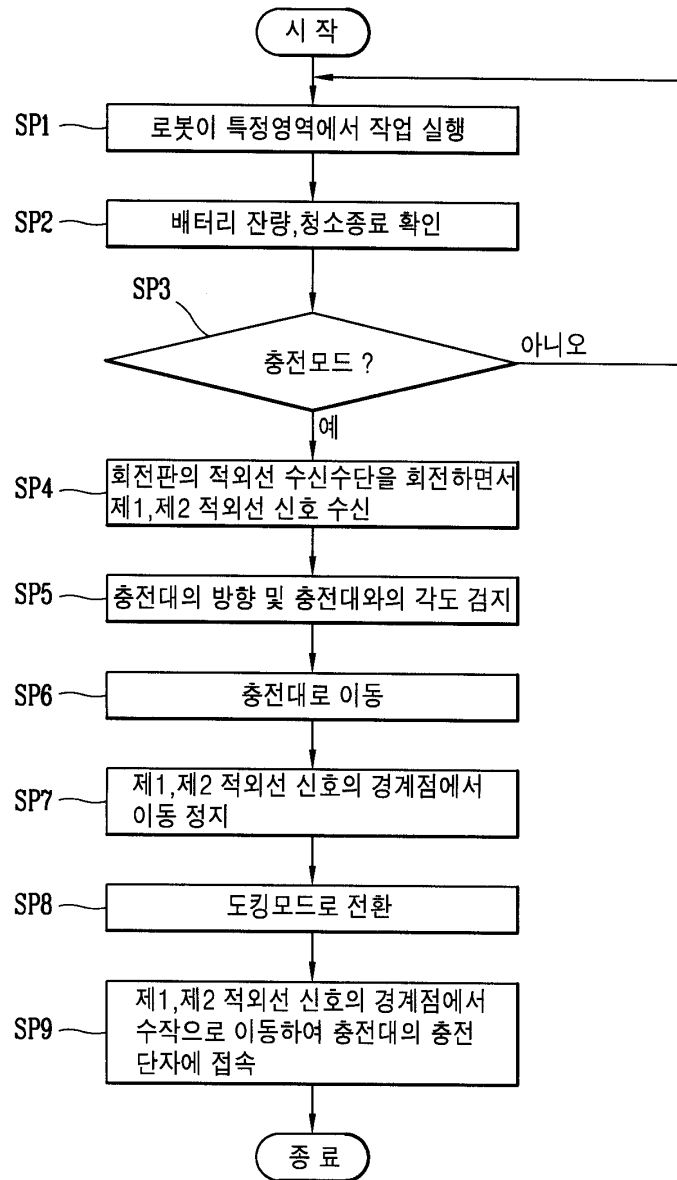 시 작
SP1
로봇이 특정영역에서 작업 실행
SP2
배터리 잔량,청소종료 확인
SP3
충전모드 ?
아니오
예
SP4
회전판의 적외선 수신수단을 회전하면서
제1,제2 적외선 신호 수신
SP5
충전대의 방향 및 충전대와의 각도 검지
SP6
충전대로 이동
SP7
제1,제2 적외선 신호의 경계점에서
이동 정지
SP8
도킹모드로 전환
SP9
제1,제2 적외선 신호의 경계점에서
수작으로 이동하여 충전대의 충전
단자에 접속
종 료